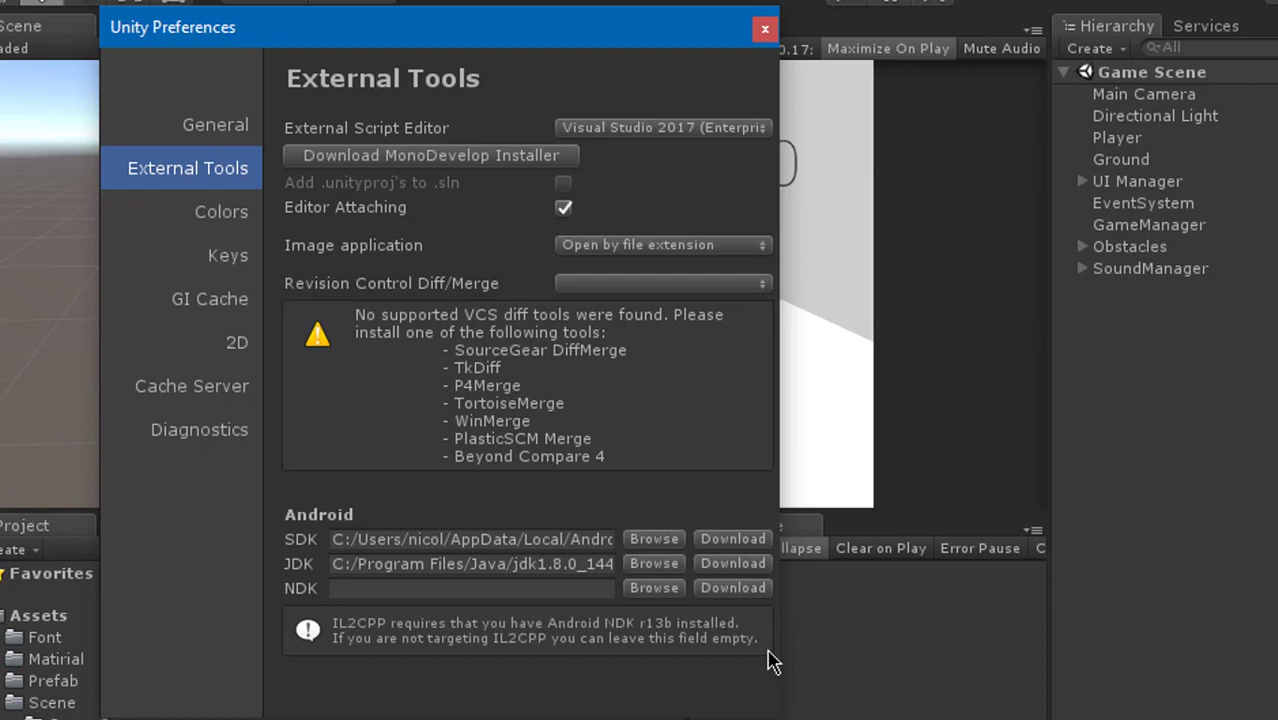 Unity Preferences
External Tools
General
External Tools
Colors
Keys
GI Cache
2D
Cache Server
Diagnostics
External Script Editor
Visual Studio 2017 (Enterpri
Download MonoDevelop Installer
Add .unityproj's to .sln
Editor Attaching
Image application
Open by file extension
Revision Control Diff/Merge
No supported VCS diff tools were found. Please
install one of the following tools:
- SourceGear DiffMerge
- TkDiff
- P4Merge
- TortoiseMerge
- WinMerge
- PlasticSCM Merge
- Beyond Compare 4
Android
SDK C:/Users/nicol/AppData/Local/Andro Browse Download
JDK C:/Program Files/Java/jdk1.8.0_144 Browse Download
NDK Browse Download
IL2CPP requires that you have Android NDK r13b installed.
If you are not targeting IL2CPP you can leave this field empty.
Scene
aded
0.17: Maximize On Play Mute Audio
Hierarchy Services
Create All
Game Scene
Main Camera
Directional Light
Player
Ground
UI Manager
EventSystem
GameManager
Obstacles
SoundManager
Project
eate
Favorites
Assets
Font
Matirial
Prefab
Scene
llapse Clear on Play Error Pause